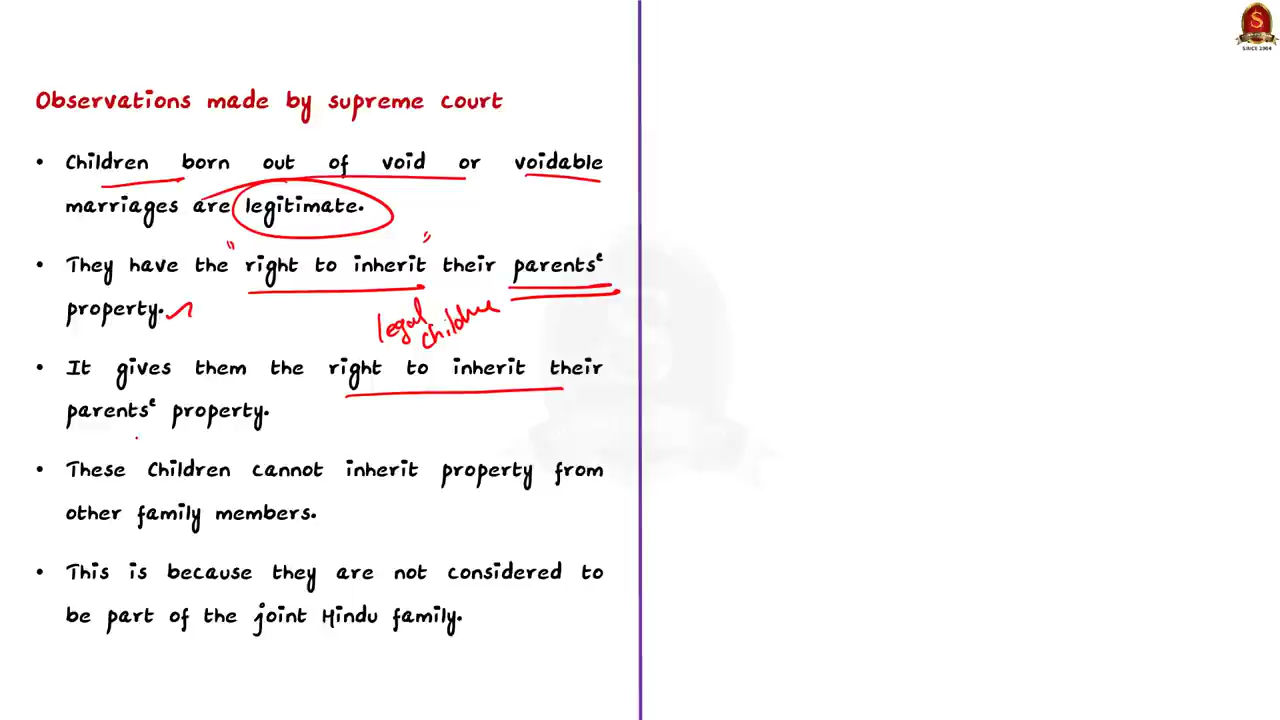 SINCE 2004
Observations made by supreme court
• Children born out of void or voidable
marriages are legitimate.
• They have the "right to inherit" their parents'
property.
legal
children
• It gives them the right to inherit their
parents' property.
• These Children cannot inherit property from
other family members.
• This is because they are not considered to
be part of the joint Hindu family.